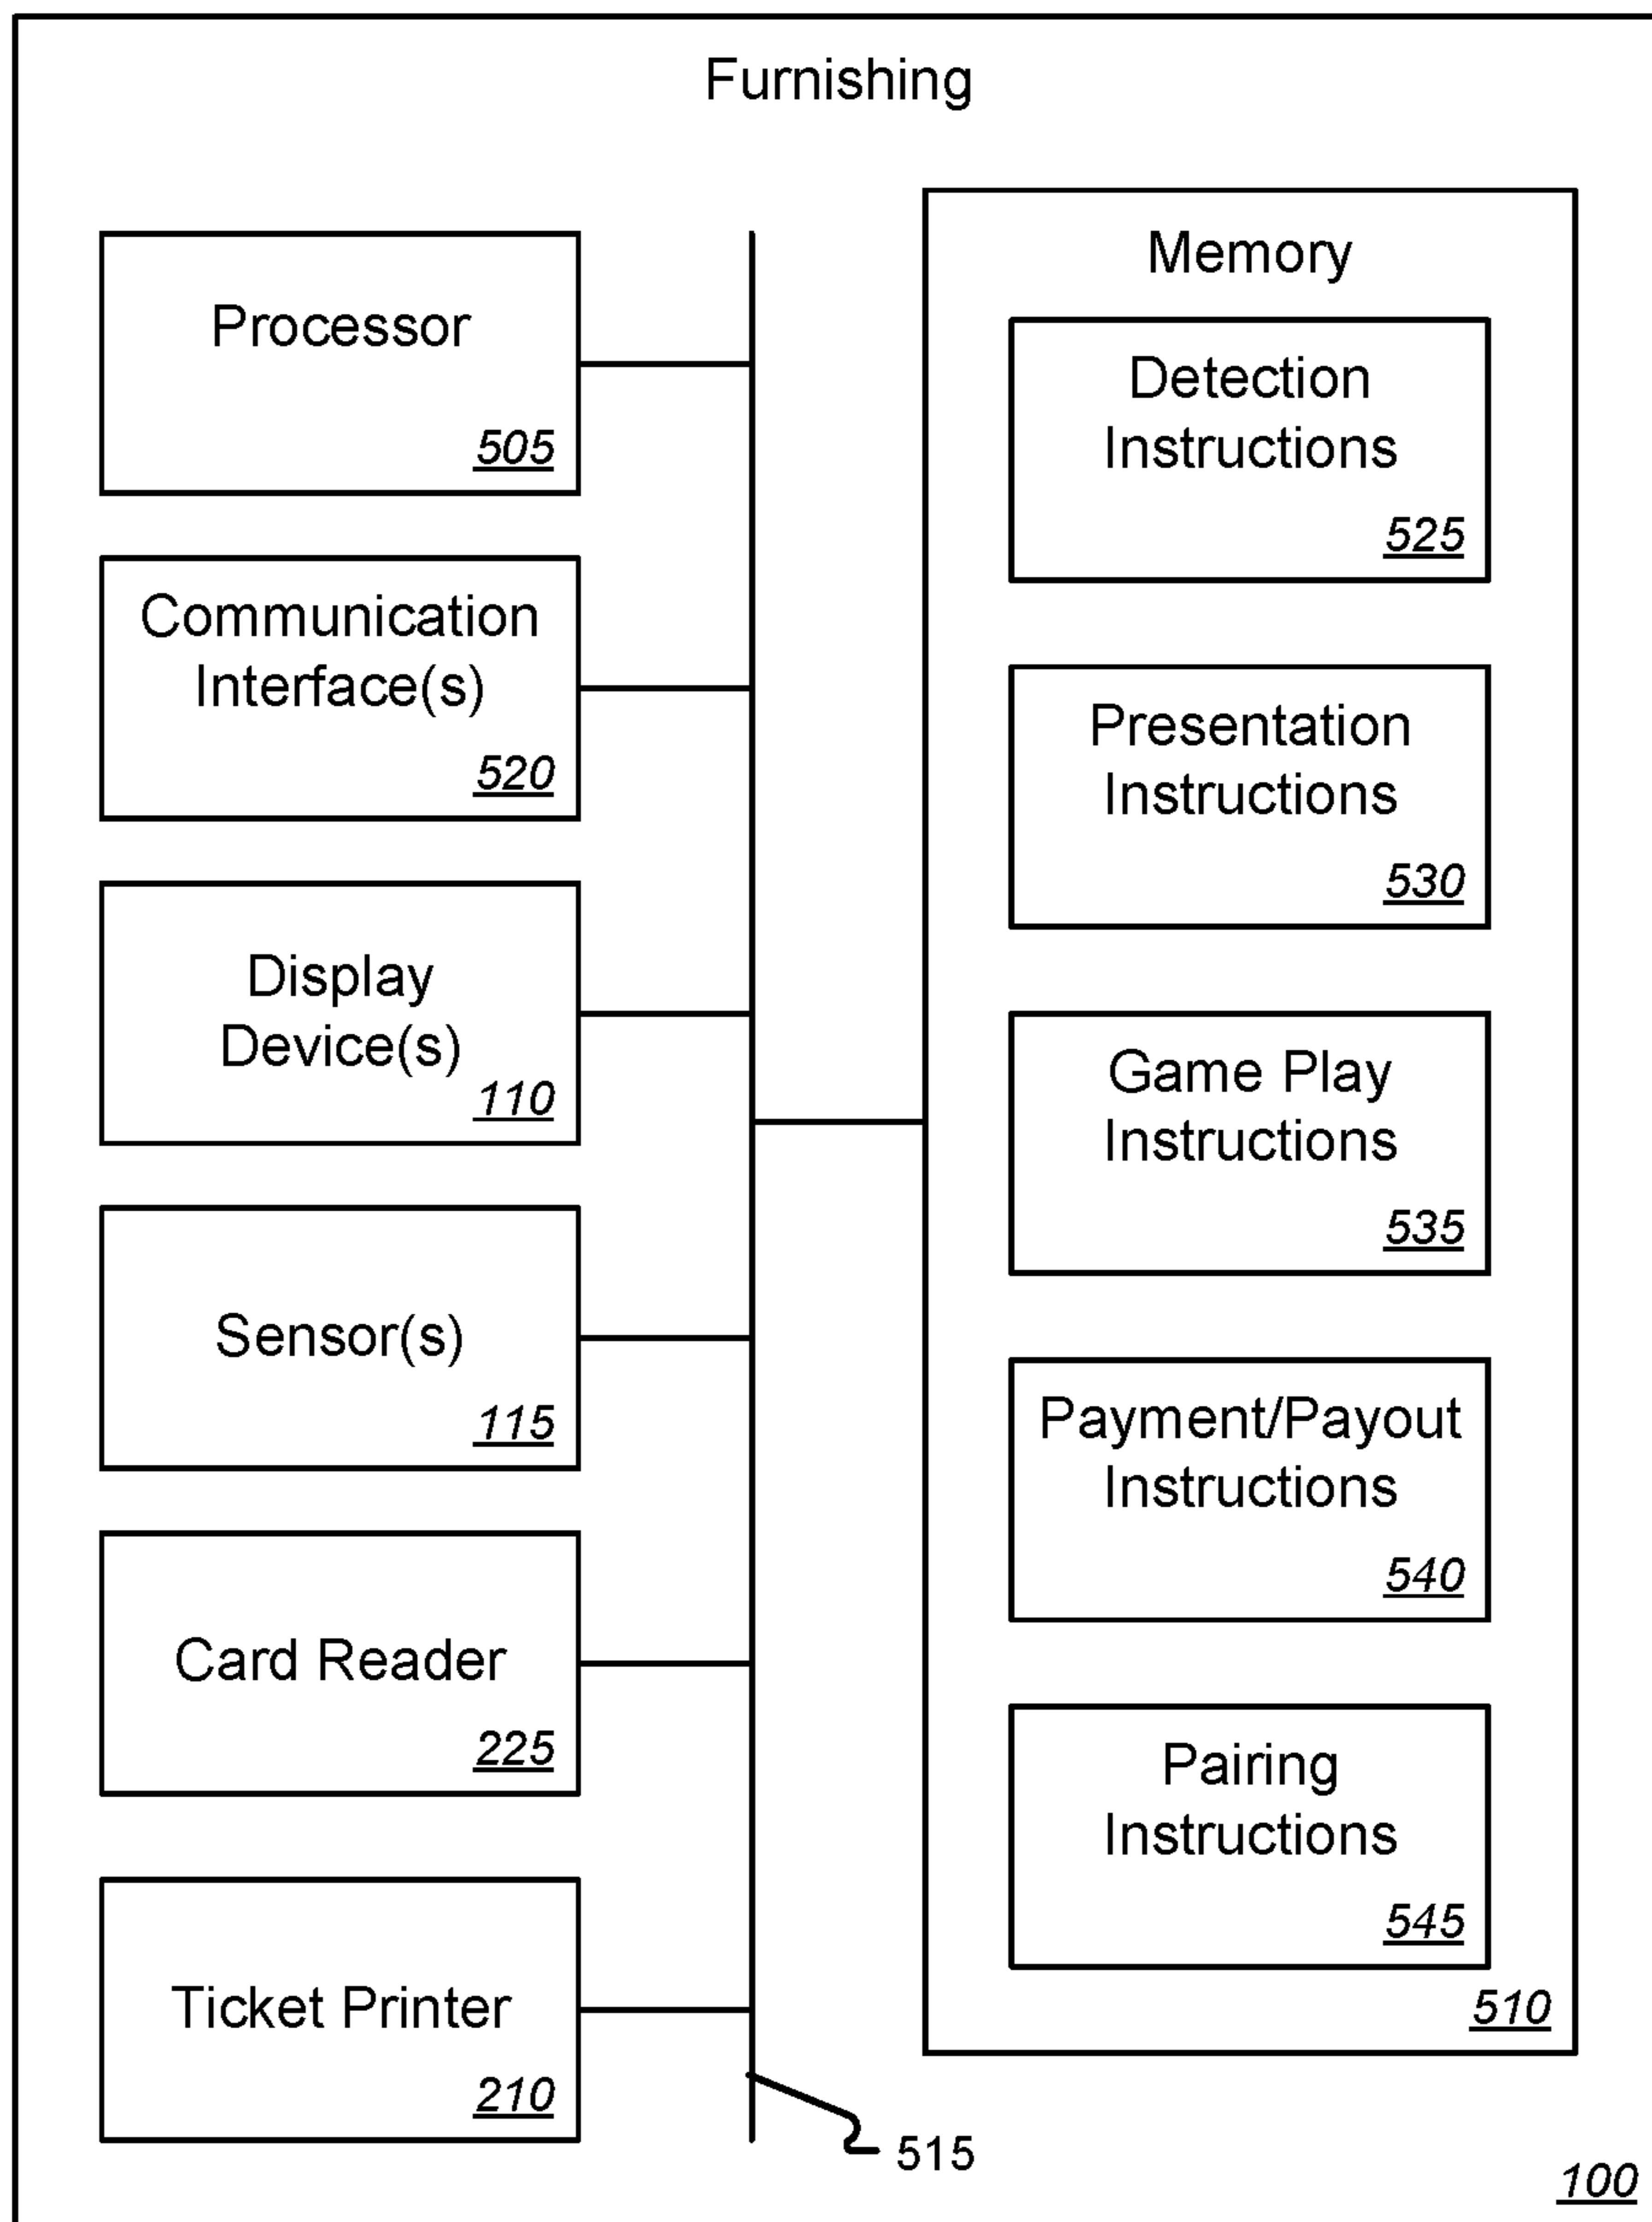 Furnishing
Processor
505
Communication
Interface(s)
520
Display
Device(s)
110
Sensor(s)
115
Card Reader
225
Ticket Printer
210
515
Memory
Detection
Instructions
525
Presentation
Instructions
530
Game Play
Instructions
535
Payment/Payout
Instructions
540
Pairing
Instructions
545
510
100